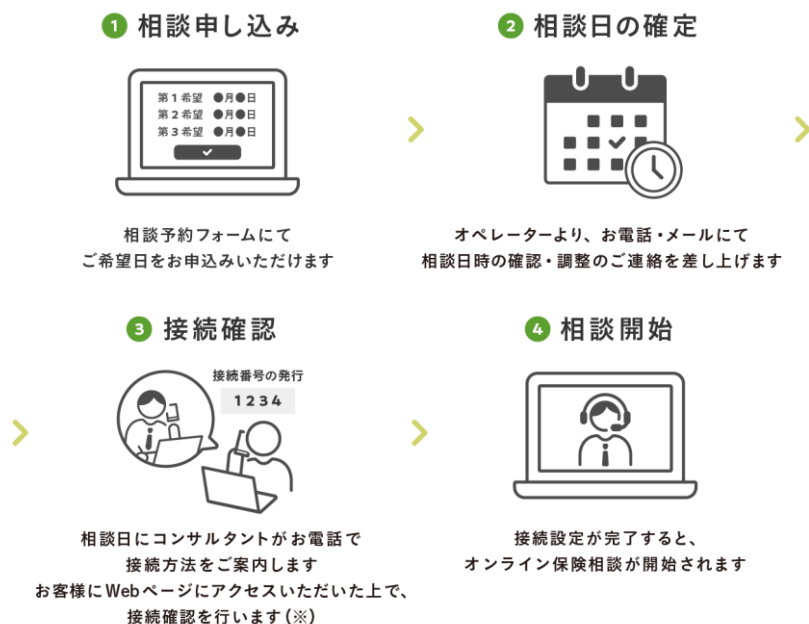 1 相談申し込み
第1希望 ●月●日
第2希望 ●月●日
第3希望 ●月●日
相談予約フォームにて
ご希望日をお申込みいただけます
2 相談日の確定
オペレーターより、お電話・メールにて
相談日時の確認・調整のご連絡を差し上げます
3 接続確認
接続番号の発行
1234
相談日にコンサルタントがお電話で
接続方法をご案内します
お客様にWebページにアクセスいただいた上で、
接続確認を行います(※)
4 相談開始
接続設定が完了すると、
オンライン保険相談が開始されます